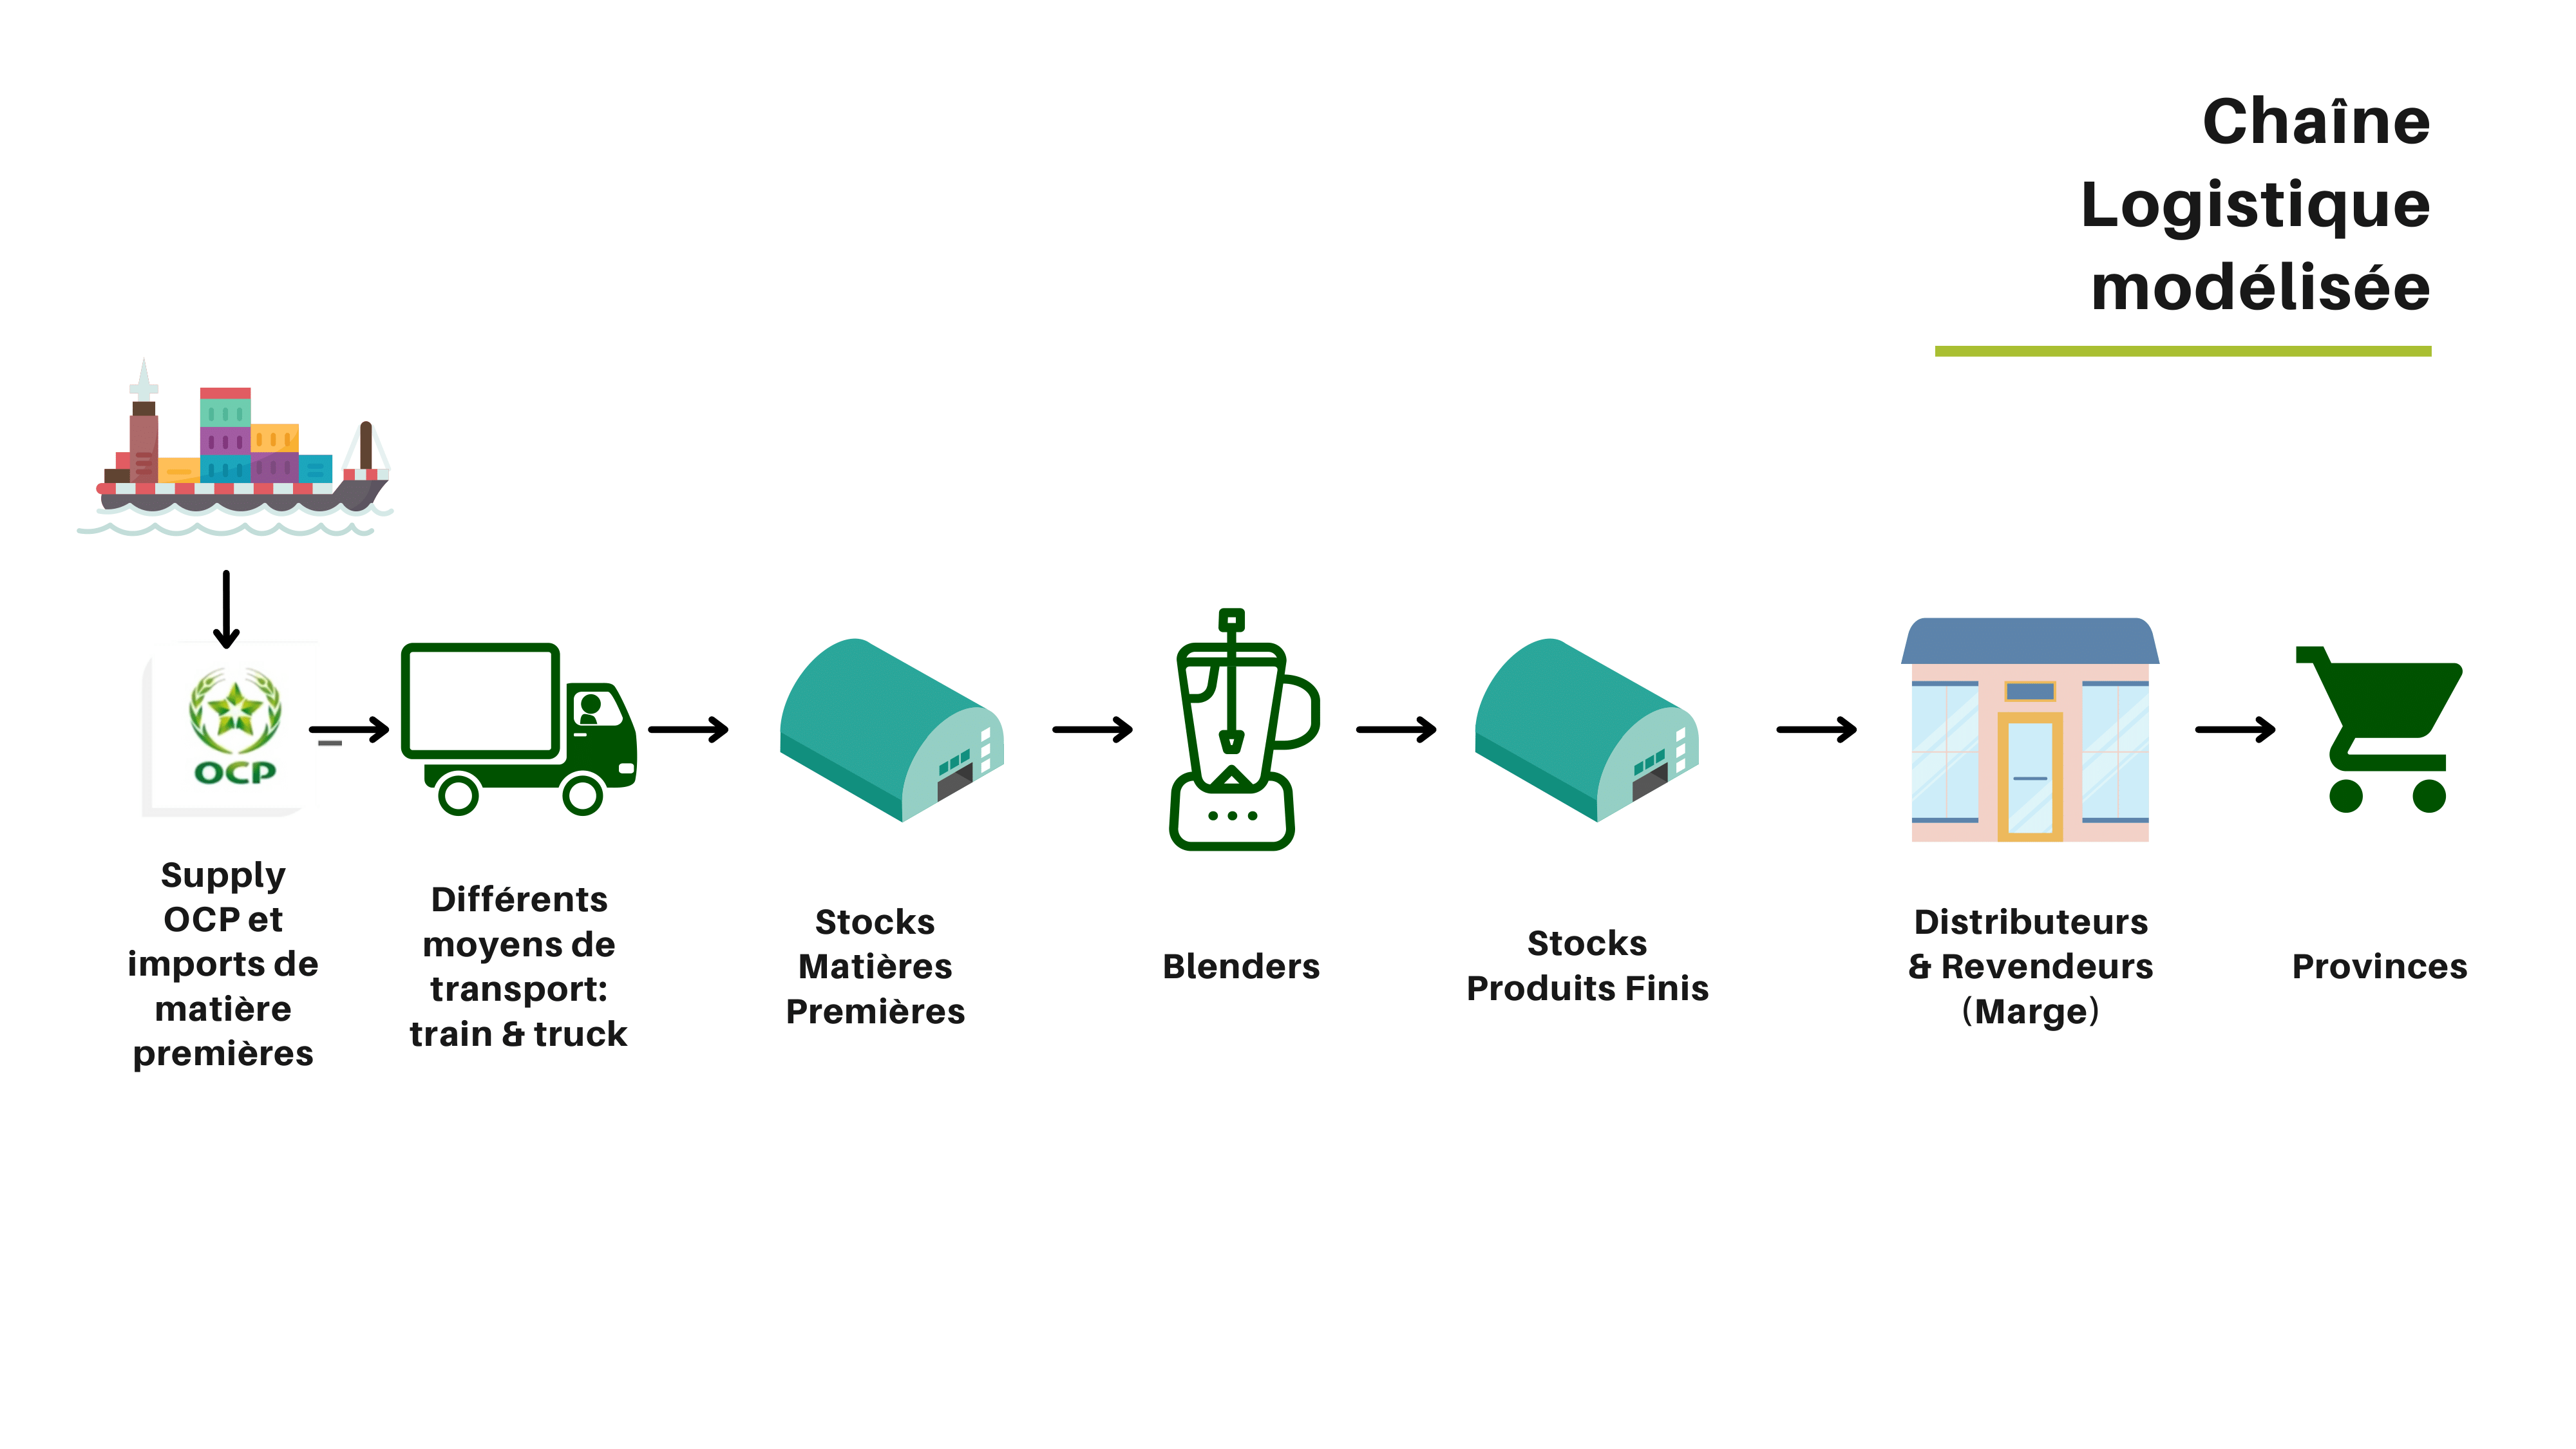 Chaîne
Logistique
modélisée
OCP
Supply
OCP et
imports de
matière
premières
Différents
moyens de
transport:
train & truck
Stocks
Matières
Premières
Blenders
Stocks
Produits Finis
Distributeurs
& Revendeurs
(Marge)
Provinces